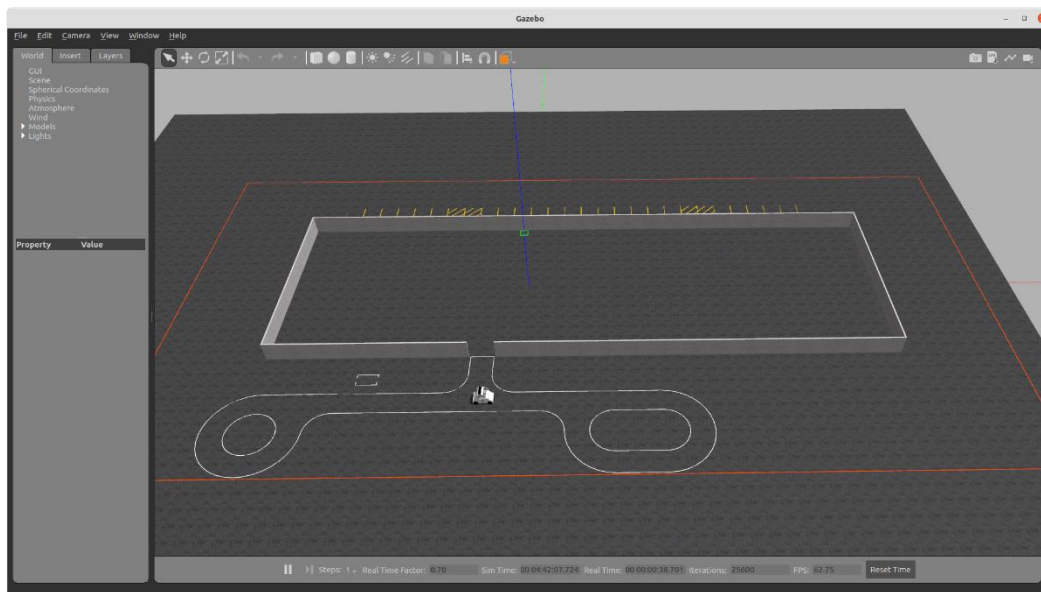 Gazebo
File Edit Camera View Window Help
World Insert Layers
GUI
Scene
Spherical Coordinates
Physics
Atmosphere
Wind
Models
Lights
Property Value
Steps: 1 Real Time Factor: 0.70 Sim Time: 00 04:42:07.724 Real Time: 00 00:00:38.701 Iterations: 25600 FPS: 62.75 Reset Time